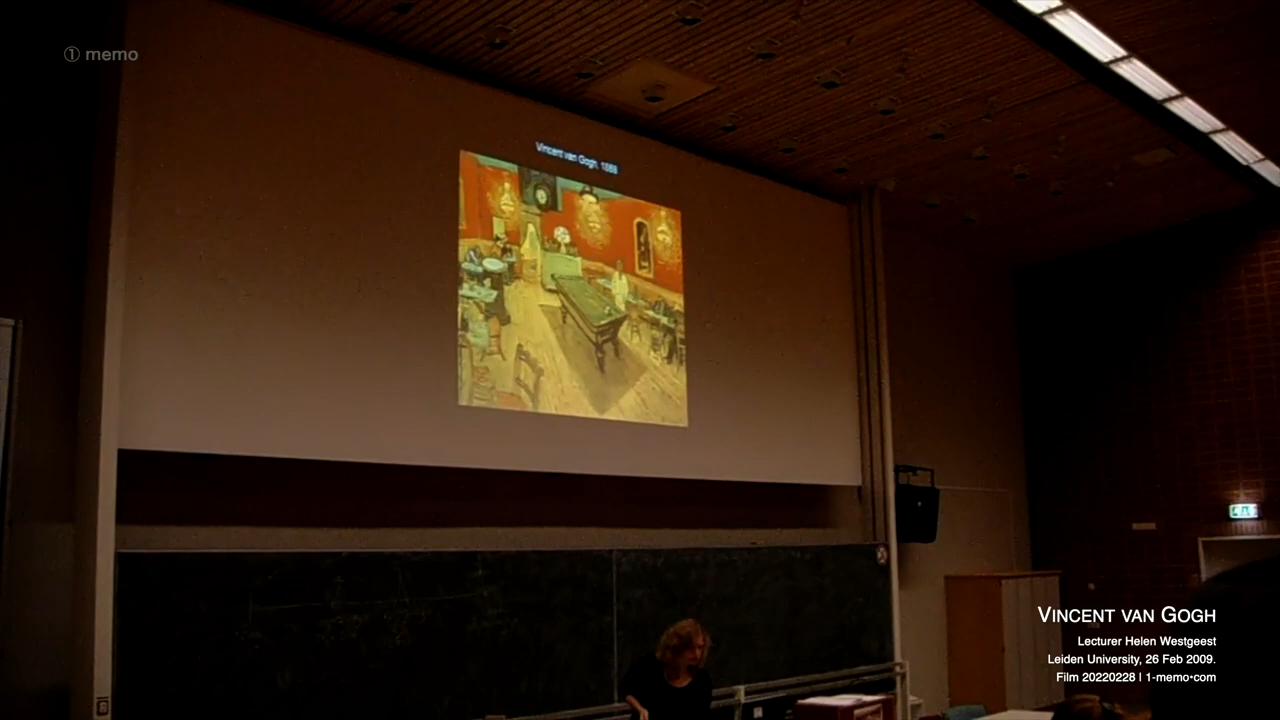 ① memo
Vincent van Gogh, 1888
VINCENT VAN GOGH
Lecturer Helen Westgeest
Leiden University, 26 Feb 2009.
Film 20220228 | 1-memo•com